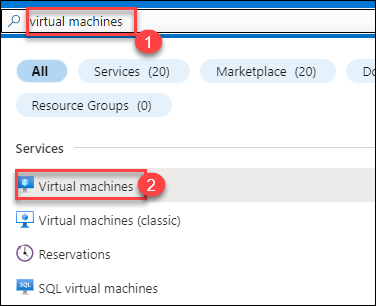 virtual machines
1
All Services (20) Marketplace (20)
Resource Groups (0)
Services
Virtual machines 2
Virtual machines (classic)
Reservations
SQL SQL virtual machines